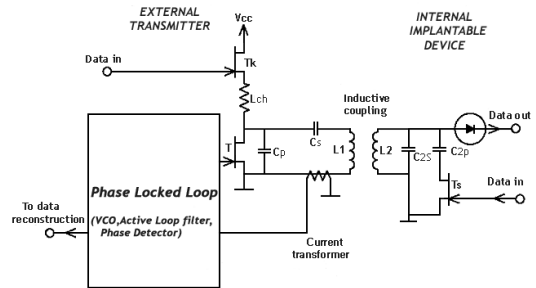 EXTERNAL
TRANSMITTER
INTERNAL
IMPLANTABLE
DEVICE
Vcc
Data in
Tk
Lch
Inductive
coupling
Data out
Cs
T
Cp
L1
L2
C2S
C2p
Ts
Data in
Phase Locked Loop
(VCO,Active Loop filter,
Phase Detector)
To data
reconstruction
Current
transformer